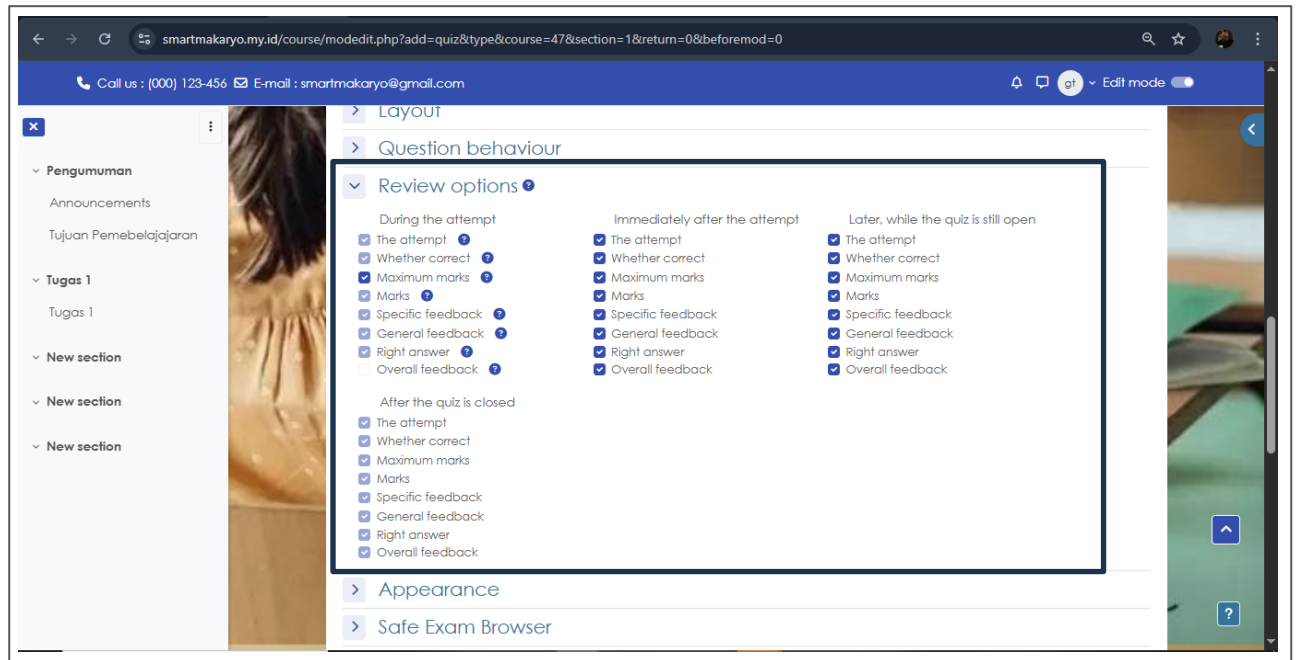 smartmakaryo.my.id/course/modedit.php?add=quiz&type&course=47&section=1&return=0&beforemod=0
Call us : (000) 123-456 E-mail : smartmakaryo@gmail.com
gt Edit mode
Pengumuman
Announcements
Tujuan Pemebelajajaran
Tugas 1
Tugas 1
New section
New section
New section
Layout
Question behaviour
Review options
During the attempt
The attempt
Whether correct
Maximum marks
Marks
Specific feedback
General feedback
Right answer
Overall feedback
Immediately after the attempt
The attempt
Whether correct
Maximum marks
Marks
Specific feedback
General feedback
Right answer
Overall feedback
Later, while the quiz is still open
The attempt
Whether correct
Maximum marks
Marks
Specific feedback
General feedback
Right answer
Overall feedback
After the quiz is closed
The attempt
Whether correct
Maximum marks
Marks
Specific feedback
General feedback
Right answer
Overall feedback
Appearance
Safe Exam Browser